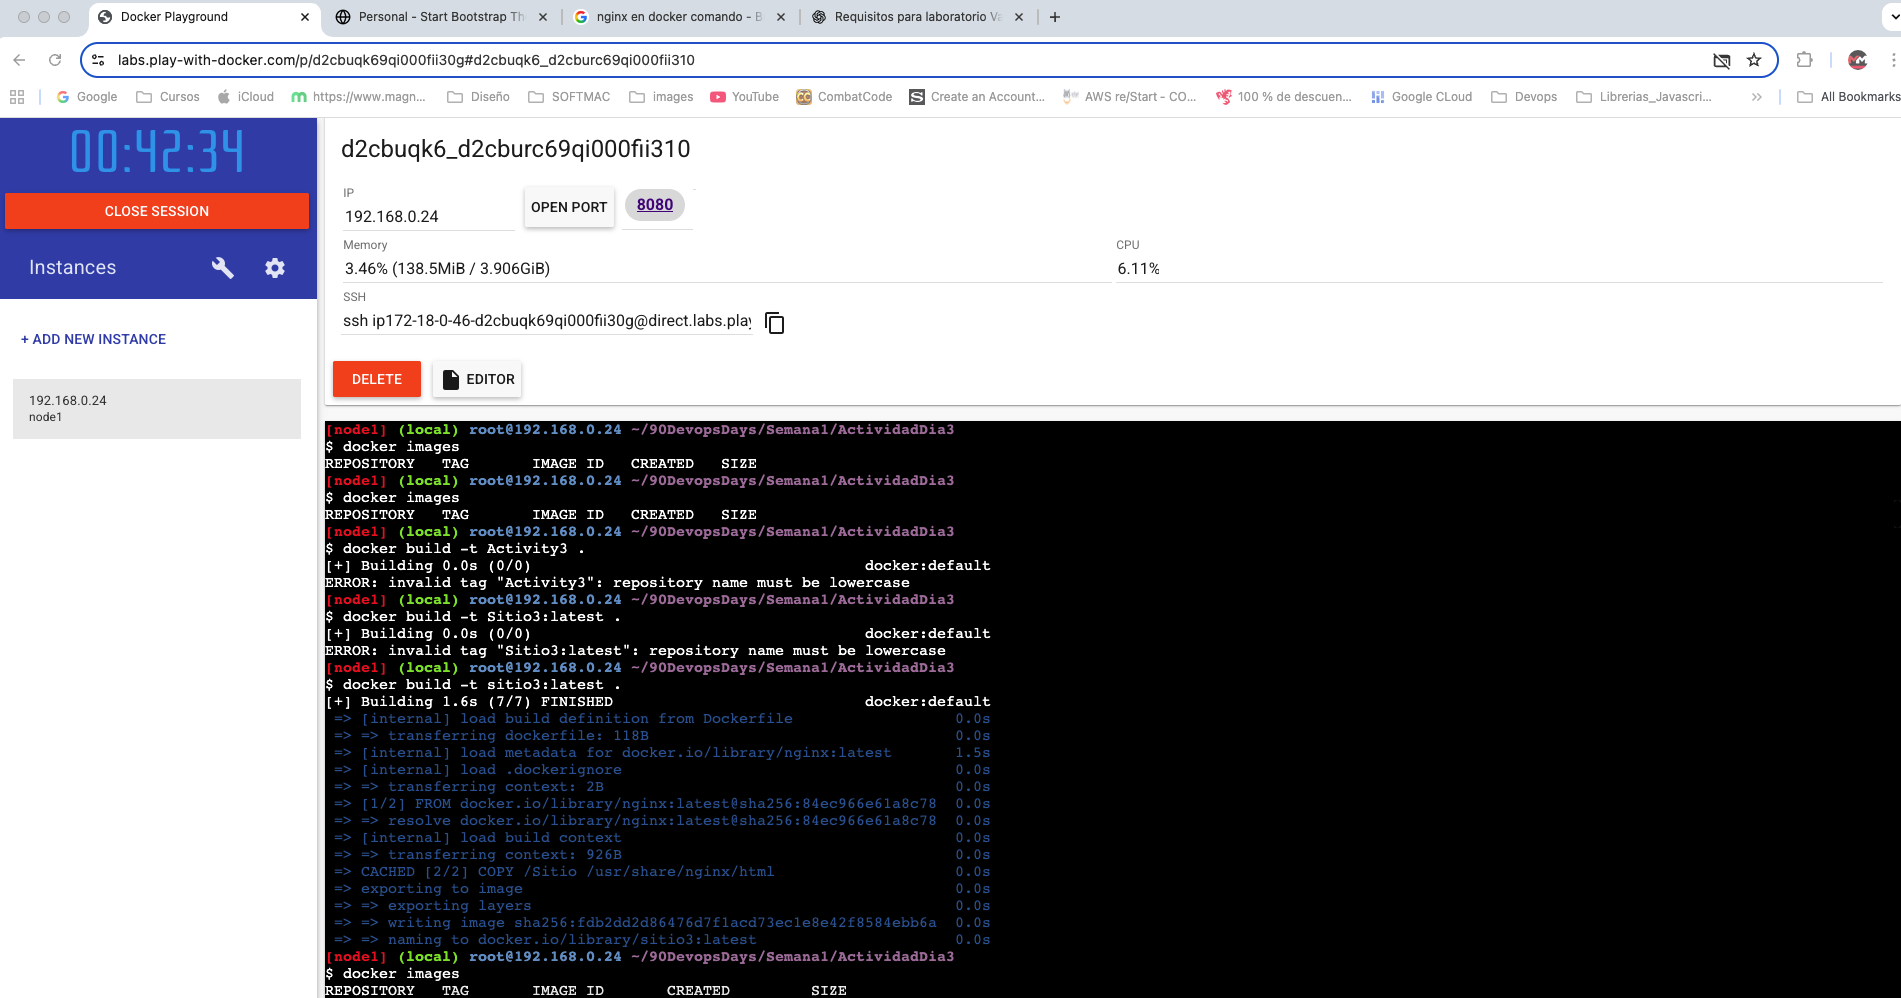 Docker Playground
Personal - Start Bootstrap Th
nginx en docker comando - B
Requisitos para laboratorio Va
labs.play-with-docker.com/p/d2cbuqk69qi000fii30g#d2cbuqk6_d2cburc69qi000fii310
Google Cursos iCloud https://www.magn... Diseño SOFTMAC images YouTube CombatCode Create an Account... AWS re/Start - CO... 100 % de descuen... Google CLoud Devops Librerias_Javascri... » All Bookmarks
00:42:34
CLOSE SESSION
Instances
+ ADD NEW INSTANCE
192.168.0.24
node1
d2cbuqk6_d2cburc69qi000fii310
IP
192.168.0.24
OPEN PORT
8080
Memory
3.46% (138.5MiB / 3.906GiB)
CPU
6.11%
SSH
ssh ip172-18-0-46-d2cbuqk69qi000fii30g@direct.labs.play
DELETE
EDITOR
[node1] (local) root@192.168.0.24 ~/90DevopsDays/Semana1/ActividadDia3
$ docker images
REPOSITORY   TAG       IMAGE ID   CREATED   SIZE
[node1] (local) root@192.168.0.24 ~/90DevopsDays/Semana1/ActividadDia3
$ docker images
REPOSITORY   TAG       IMAGE ID   CREATED   SIZE
[node1] (local) root@192.168.0.24 ~/90DevopsDays/Semana1/ActividadDia3
$ docker build -t Activity3 .
[+] Building 0.0s (0/0) docker:default
ERROR: invalid tag "Activity3": repository name must be lowercase
[node1] (local) root@192.168.0.24 ~/90DevopsDays/Semana1/ActividadDia3
$ docker build -t Sitio3:latest .
[+] Building 0.0s (0/0) docker:default
ERROR: invalid tag "Sitio3:latest": repository name must be lowercase
[node1] (local) root@192.168.0.24 ~/90DevopsDays/Semana1/ActividadDia3
$ docker build -t sitio3:latest .
[+] Building 1.6s (7/7) FINISHED docker:default
=> [internal] load build definition from Dockerfile 0.0s
=> => transferring dockerfile: 118B 0.0s
=> [internal] load metadata for docker.io/library/nginx:latest 1.5s
=> [internal] load .dockerignore 0.0s
=> => transferring context: 2B 0.0s
=> [1/2] FROM docker.io/library/nginx:latest@sha256:84ec966e61a8c78 0.0s
=> => resolve docker.io/library/nginx:latest@sha256:84ec966e61a8c78 0.0s
=> [internal] load build context 0.0s
=> => transferring context: 926B 0.0s
=> CACHED [2/2] COPY /Sitio /usr/share/nginx/html 0.0s
=> exporting to image 0.0s
=> => exporting layers 0.0s
=> => writing image sha256:fdb2dd2d86476d7f1acd73ec1e8e42f8584ebb6a 0.0s
=> => naming to docker.io/library/sitio3:latest 0.0s
[node1] (local) root@192.168.0.24 ~/90DevopsDays/Semana1/ActividadDia3
$ docker images
REPOSITORY   TAG       IMAGE ID       CREATED         SIZE